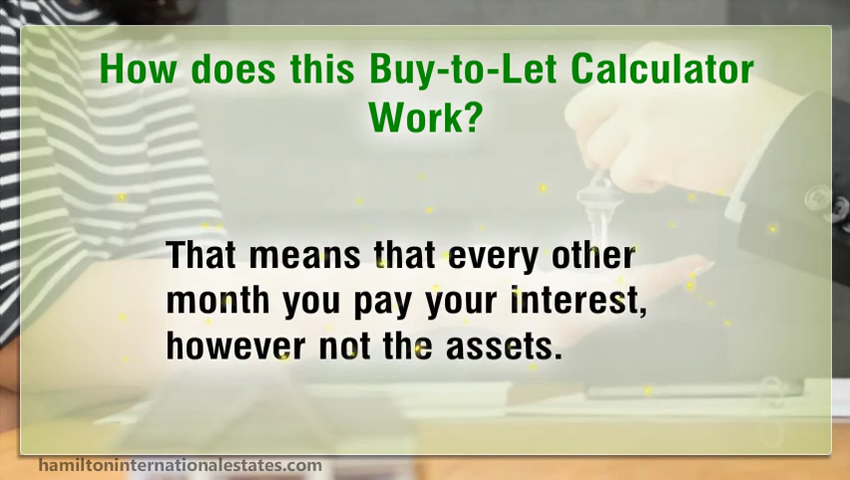 How does this Buy-to-Let Calculator
Work?
That means that every other
month you pay your interest,
however not the assets.
hamiltoninternationalestates.com